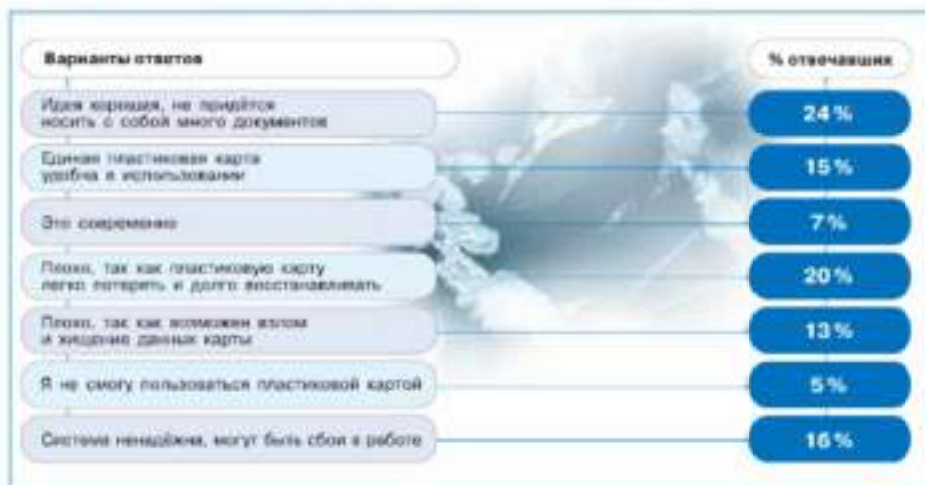 Варианты ответов
% отвечавших
Идея хорошая, не придётся
носить с собой много документов
24%
Единая пластиковая карта
удобна в использовании
15%
Это современно
7%
Плохо, так как пластиковую карту
легко потерять и долго восстанавливать
20%
Плохо, так как возможен взлом
и хищение данных карты
13%
Я не смогу пользоваться пластиковой картой
5%
Система ненадёжна, могут быть сбои в работе
16%